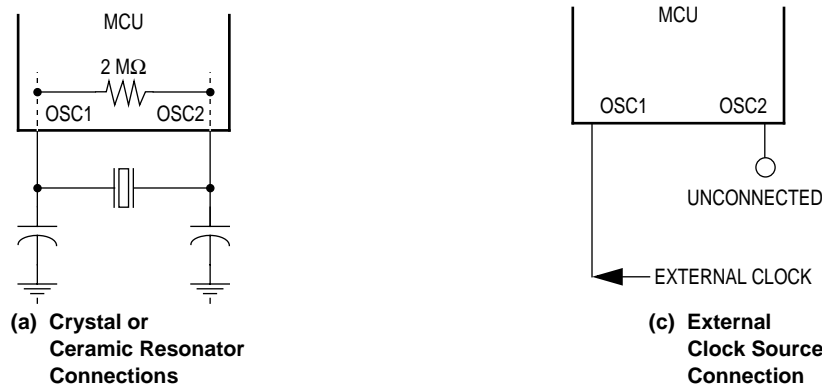 MCU
2 MΩ
OSC1
OSC2
(a) Crystal or
Ceramic Resonator
Connections
MCU
OSC1
OSC2
UNCONNECTED
EXTERNAL CLOCK
(c) External
Clock Source
Connection